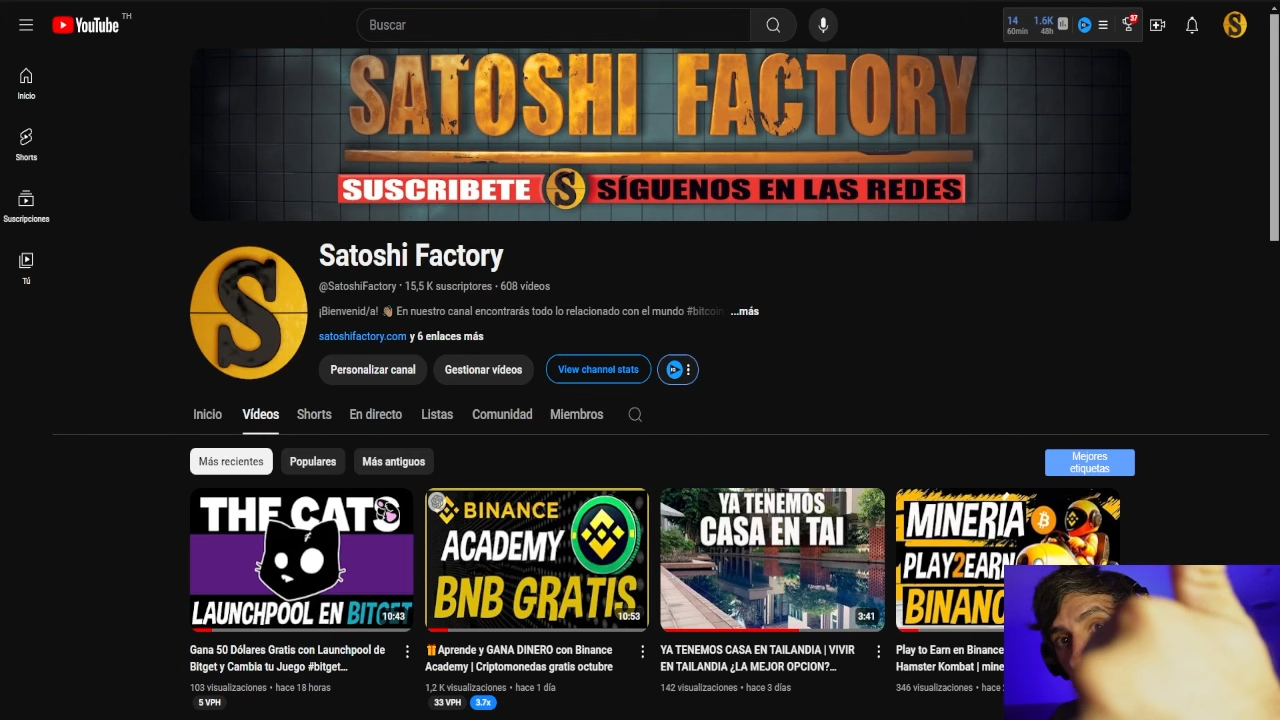 YouTube TH
Buscar
14 1.6K
60min 48h
37
Inicio
Shorts
Suscripciones
Tú
SATOSHI FACTORY
SUSCRIBETE S SÍGUENOS EN LAS REDES
Satoshi Factory
@SatoshiFactory · 15,5 K suscriptores · 608 vídeos
¡Bienvenid/a! 👋 En nuestro canal encontrarás todo lo relacionado con el mundo #bitcoin ...más
satoshifactory.com y 6 enlaces más
Personalizar canal Gestionar vídeos View channel stats
Inicio Vídeos Shorts En directo Listas Comunidad Miembros
Más recientes Populares Más antiguos
Mejores
etiquetas
THE CATS
LAUNCHPOOL EN BITGET
10:43
BINANCE
ACADEMY
BNB GRATIS
10:53
YA TENEMOS
CASA EN TAI
3:41
MINERIA
PLAY2EARN
Gana 50 Dólares Gratis con Launchpool de
Bitget y Cambia tu Juego #bitget...
103 visualizaciones · hace 18 horas
5 VPH
🎁Aprende y GANA DINERO con Binance
Academy | Criptomonedas gratis octubre
1,2 K visualizaciones · hace 1 día
33 VPH 3.7x
YA TENEMOS CASA EN TAILANDIA | VIVIR
EN TAILANDIA ¿LA MEJOR OPCION?...
142 visualizaciones · hace 3 días
Play to Earn en Binance
Hamster Kombat |
346 visualizaciones · hace